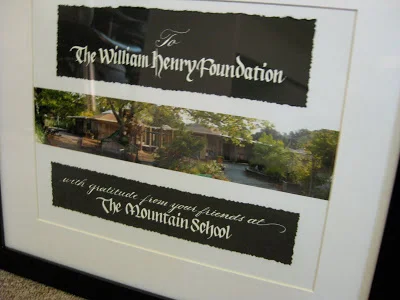 To
The William Henry Foundation
with gratitude from your friends at
The Mountain School